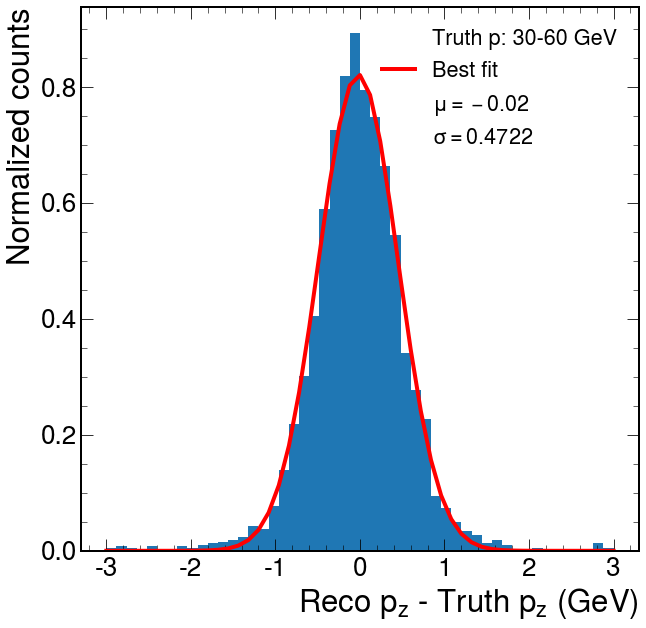 Normalized counts
0.8
0.6
0.4
0.2
0.0
Truth p: 30-60 GeV
Best fit
μ = −0.02
σ = 0.4722
-3 -2 -1 0 1 2 3
Reco p_z - Truth p_z (GeV)